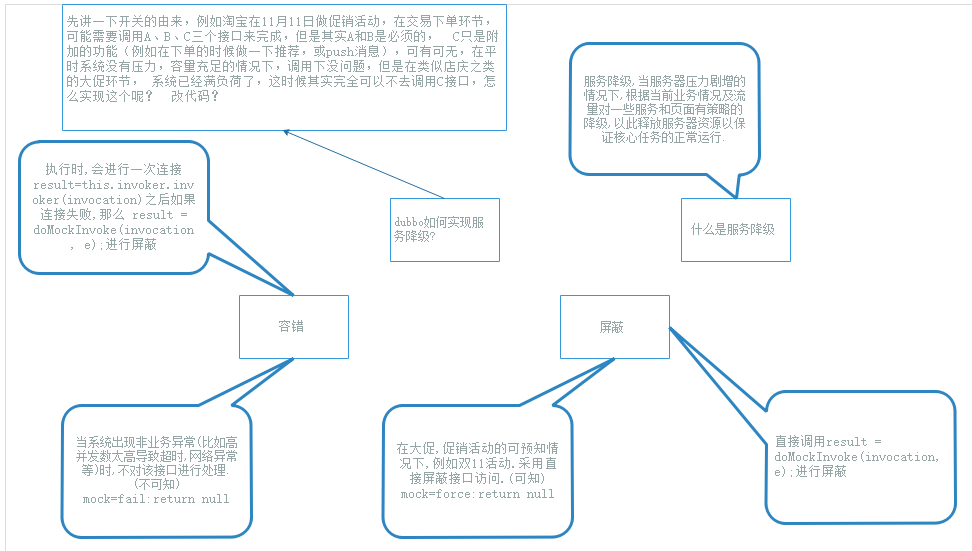 先讲一下开关的由来，例如淘宝在11月11日做促销活动，在交易下单环节，
可能需要调用A、B、C三个接口来完成，但是其实A和B是必须的，  C只是附
加的功能（例如在下单的时候做一下推荐，或push消息），可有可无，在平
时系统没有压力，容量充足的情况下，调用下没问题，但是在类似店庆之类
的大促环节，  系统已经满负荷了，这时候其实完全可以不去调用C接口，怎
么实现这个呢？  改代码？
服务降级,当服务器压力剧增的
情况下,根据当前业务情况及流
量对一些服务和页面有策略的
降级,以此释放服务器资源以保
证核心任务的正常运行.
执行时,会进行一次连接
result=this.invoker.inv
oker(invocation)之后如果
连接失败,那么 result =
doMockInvoke(invocation
, e);进行屏蔽
dubbo如何实现服
务降级?
什么是服务降级
容错
屏蔽
当系统出现非业务异常(比如高
并发数太高导致超时,网络异常
等)时,不对该接口进行处理.
(不可知)
mock=fail:return null
在大促,促销活动的可预知情
况下,例如双11活动.采用直
接屏蔽接口访问.(可知)
mock=force:return null
直接调用result =
doMockInvoke(invocation,
e);进行屏蔽